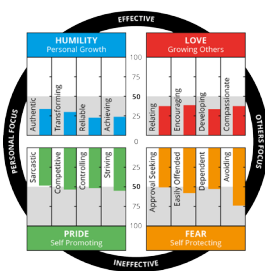 EFFECTIVE
HUMILITY
Personal Growth
LOVE
Growing Others
Authentic
Transforming
Reliable
Achieving
100
75
50
25
0
Relating
Encouraging
Developing
Compassionate
PERSONAL FOCUS
OTHERS FOCUS
Sarcastic
Competitive
Controlling
Striving
25
50
75
100
Approval Seeking
Easily Offended
Dependent
Avoiding
PRIDE
Self Promoting
FEAR
Self Protecting
INEFFECTIVE